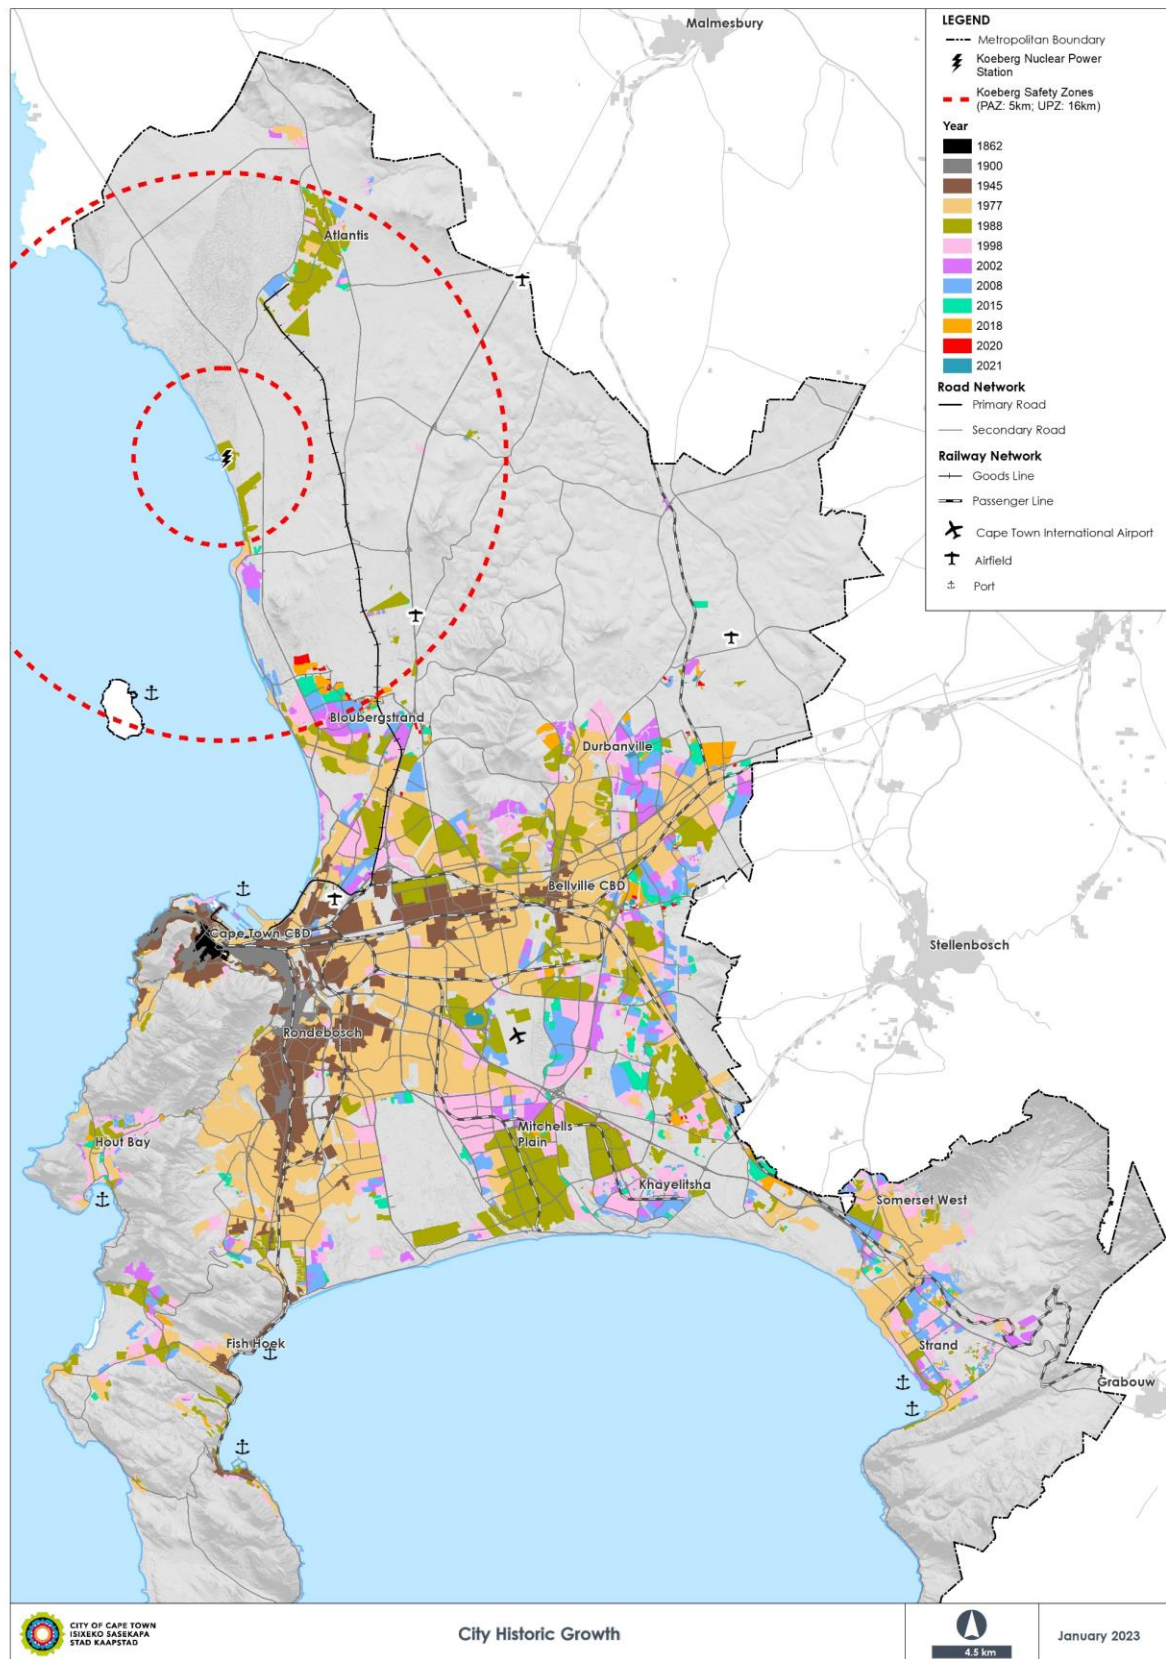 Malmesbury
LEGEND
Metropolitan Boundary
Koeberg Nuclear Power
Station
Koeberg Safety Zones
(PAZ: 5km; UPZ: 16km)
Year
1862
1900
1945
1977
1988
1998
2002
2008
2015
2018
2020
2021
Road Network
Primary Road
Secondary Road
Railway Network
Goods Line
Passenger Line
Cape Town International Airport
Airfield
Port
Atlantis
Bloubergstrand
Durbanville
Bellville CBD
Cape Town CBD
Stellenbosch
Rondebosch
Mitchells
Plain
Hout Bay
Khayelitsha
Somerset West
Fish Hoek
Strand
Grabouw
CITY OF CAPE TOWN
ISIXEKO SASEKAPA
STAD KAAPSTAD
City Historic Growth
4.5 km
January 2023